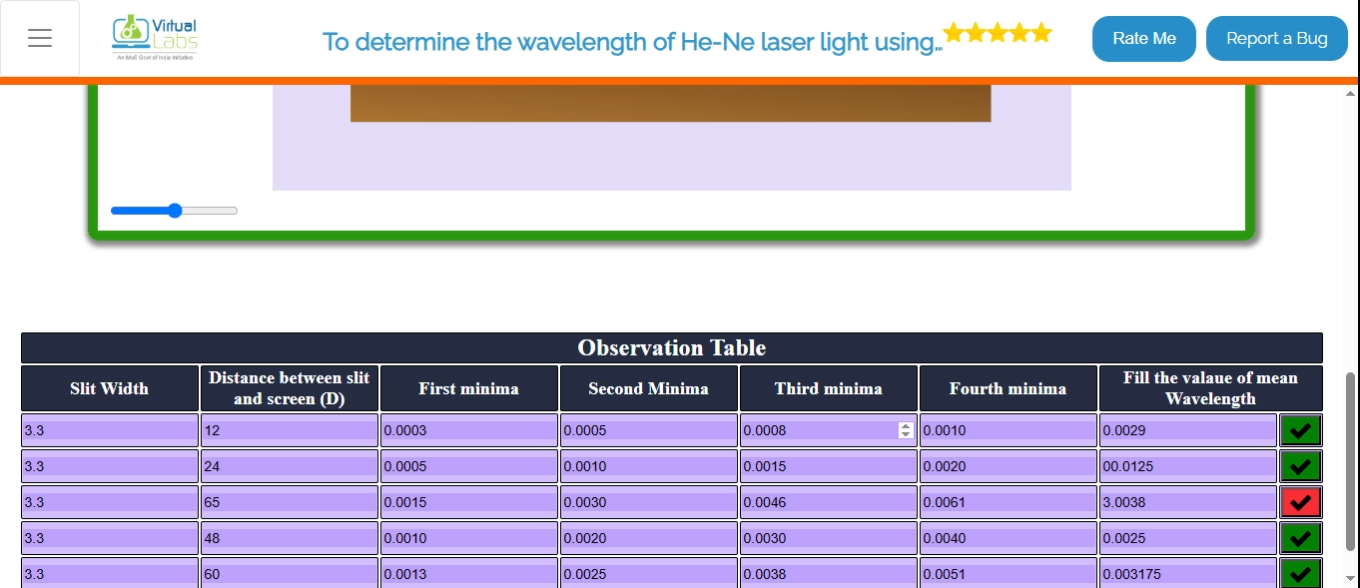 Virtual
Labs
An MoE Govt of India Initiative
To determine the wavelength of He-Ne laser light using...
Rate Me
Report a Bug
Observation Table
Slit Width Distance between slit and screen (D) First minima Second Minima Third minima Fourth minima Fill the valaue of mean Wavelength
3.3 12 0.0003 0.0005 0.0008 0.0010 0.0029
3.3 24 0.0005 0.0010 0.0015 0.0020 00.0125
3.3 65 0.0015 0.0030 0.0046 0.0061 3.0038
3.3 48 0.0010 0.0020 0.0030 0.0040 0.0025
3.3 60 0.0013 0.0025 0.0038 0.0051 0.003175